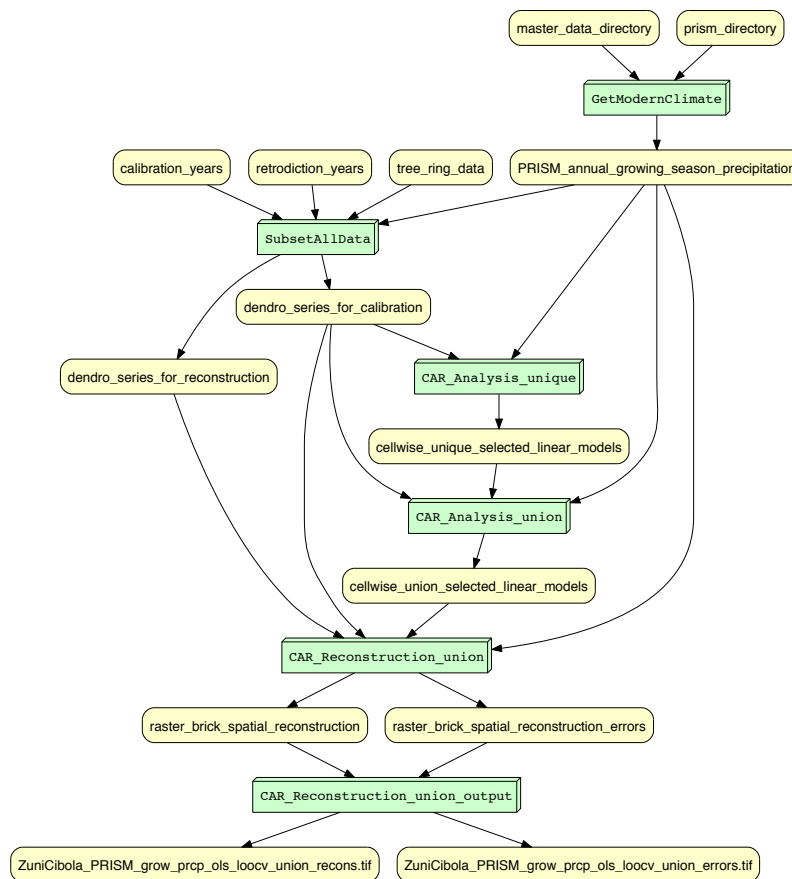 master_data_directory
prism_directory
GetModernClimate
calibration_years
retrodiction_years
tree_ring_data
PRISM_annual_growing_season_precipitation
SubsetAllData
dendro_series_for_calibration
dendro_series_for_reconstruction
CAR_Analysis_unique
cellwise_unique_selected_linear_models
CAR_Analysis_union
cellwise_union_selected_linear_models
CAR_Reconstruction_union
raster_brick_spatial_reconstruction
raster_brick_spatial_reconstruction_errors
CAR_Reconstruction_union_output
ZuniCibola_PRISM_grow_prcp_ols_loocv_union_recons.tif
ZuniCibola_PRISM_grow_prcp_ols_loocv_union_errors.tif